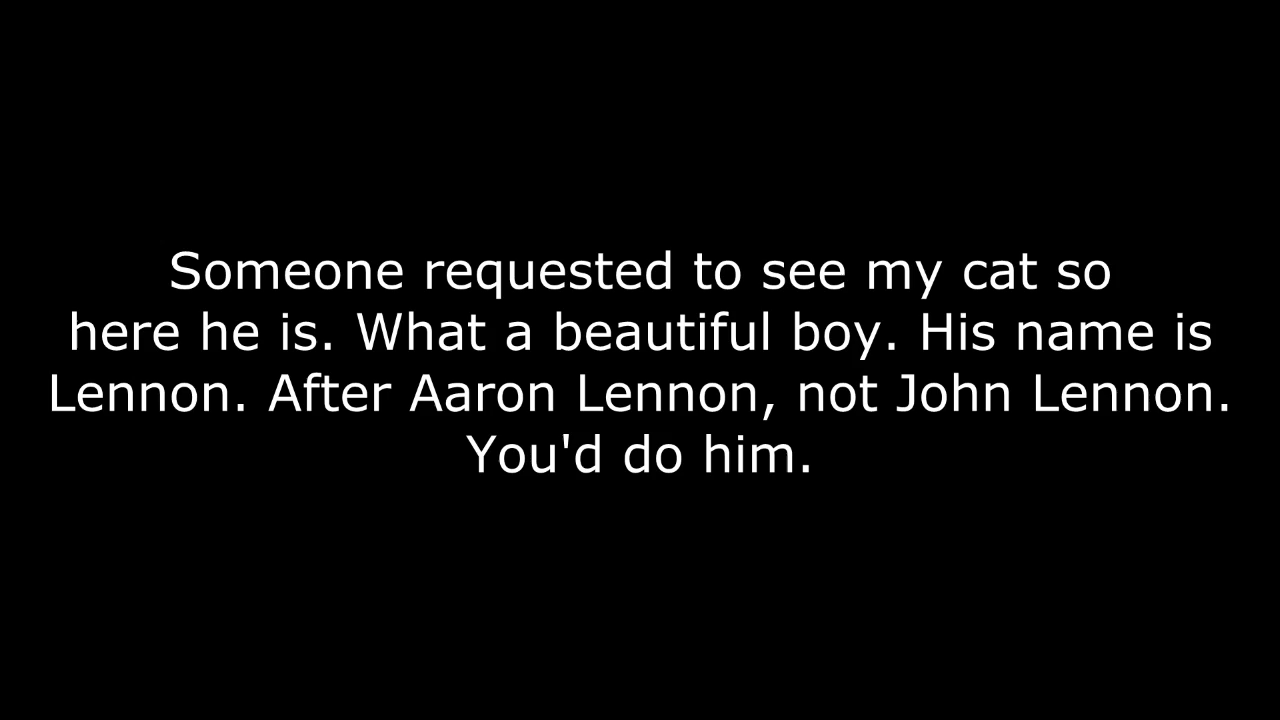 Someone requested to see my cat so
here he is. What a beautiful boy. His name is
Lennon. After Aaron Lennon, not John Lennon.
You'd do him.